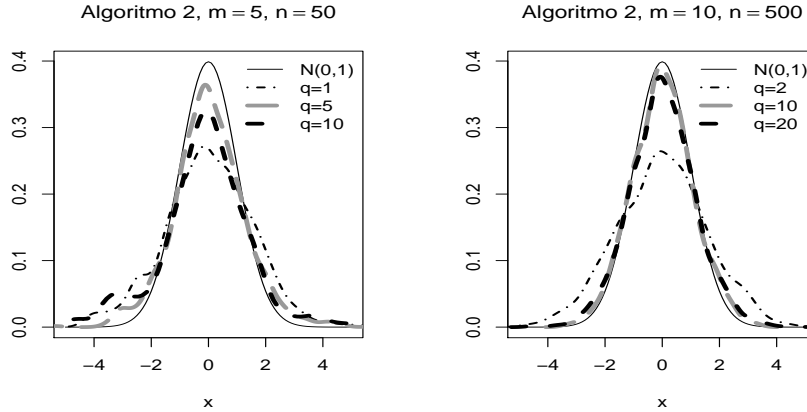 Algoritmo 2, m = 5, n = 50
0.4
0.3
0.2
0.1
0.0
N(0,1)
q=1
q=5
q=10
−4 −2 0 2 4
x
Algoritmo 2, m = 10, n = 500
0.4
0.3
0.2
0.1
0.0
N(0,1)
q=2
q=10
q=20
−4 −2 0 2 4
x